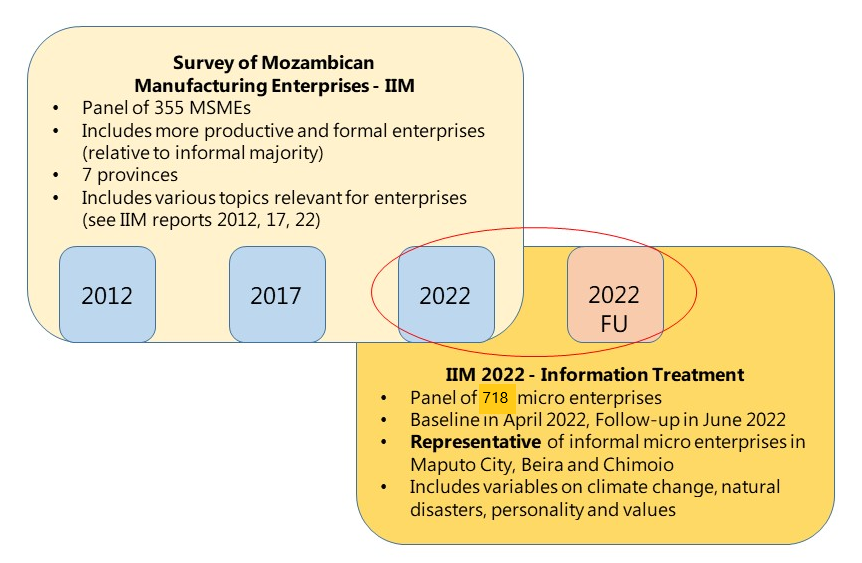 Survey of Mozambican
Manufacturing Enterprises - IIM
• Panel of 355 MSMEs
• Includes more productive and formal enterprises
(relative to informal majority)
• 7 provinces
• Includes various topics relevant for enterprises
(see IIM reports 2012, 17, 22)
2012
2017
2022
2022
FU
IIM 2022 - Information Treatment
• Panel of 718 micro enterprises
• Baseline in April 2022, Follow-up in June 2022
• Representative of informal micro enterprises in
Maputo City, Beira and Chimoio
• Includes variables on climate change, natural
disasters, personality and values